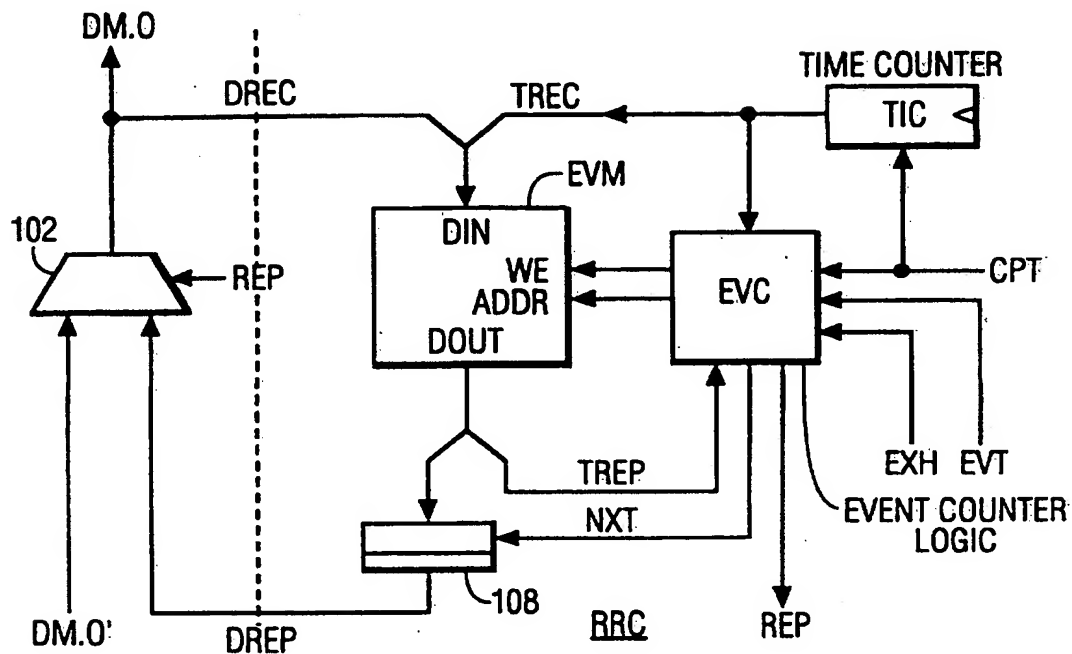 DM.O
TIME COUNTER
DREC
TREC
TIC
EVM
DIN
102
REP
WE
ADDR
EVC
CPT
DOUT
TREP
EXH EVT
NXT
EVENT COUNTER
LOGIC
108
DM.O'
DREP
RRC
REP